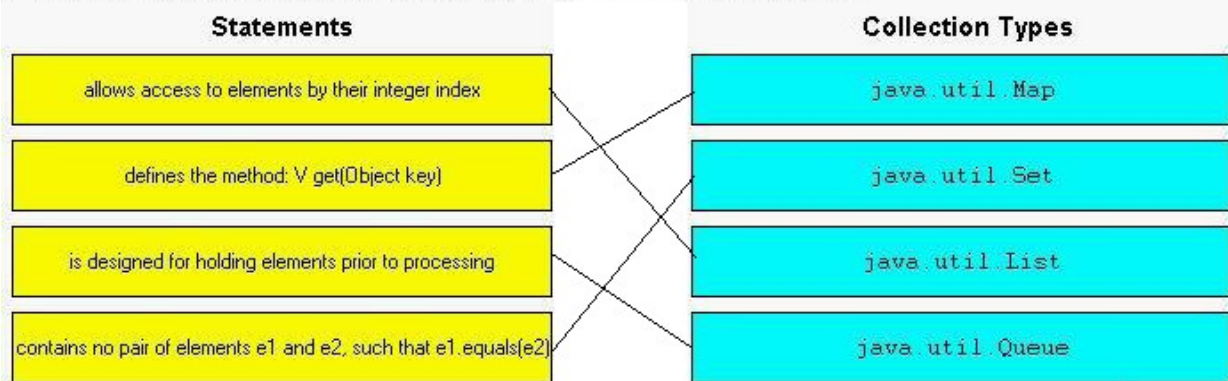 Statements
Collection Types
allows access to elements by their integer index
java.util.Map
defines the method: V get(Object key)
java.util.Set
is designed for holding elements prior to processing
java.util.List
contains no pair of elements e1 and e2, such that e1.equals(e2)
java.util.Queue